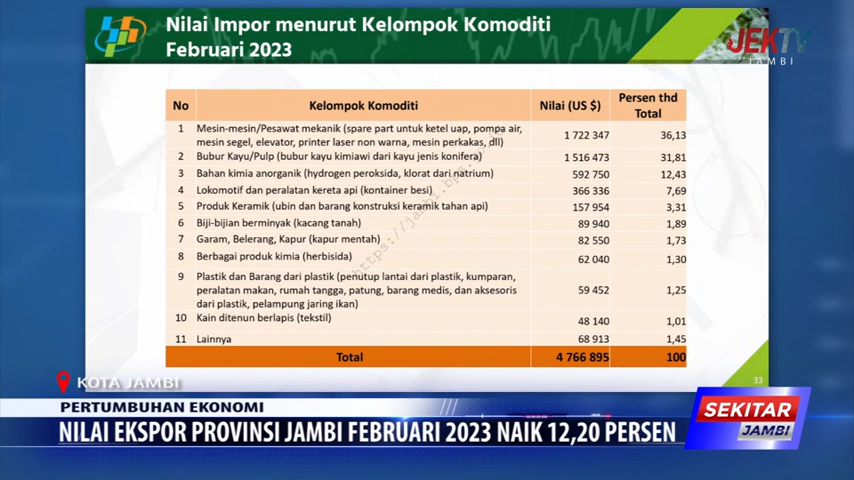 Nilai Impor menurut Kelompok Komoditi
Februari 2023
JEKTV
JAMBI
No Kelompok Komoditi Nilai (US $) Persen thd
Total
1 Mesin-mesin/Pesawat mekanik (spare part untuk ketel uap, pompa air,
mesin segel, elevator, printer laser non warna, mesin perkakas, dll) 1 722 347 36,13
2 Bubur Kayu/Pulp (bubur kayu kimiawi dari kayu jenis konifera) 1 516 473 31,81
3 Bahan kimia anorganik (hydrogen peroksida, klorat dari natrium) 592 750 12,43
4 Lokomotif dan peralatan kereta api (kontainer besi) 366 336 7,69
5 Produk Keramik (ubin dan barang konstruksi keramik tahan api) 157 954 3,31
6 Biji-bijian berminyak (kacang tanah) 89 940 1,89
7 Garam, Belerang, Kapur (kapur mentah) 82 550 1,73
8 Berbagai produk kimia (herbisida) 62 040 1,30
9 Plastik dan Barang dari plastik (penutup lantai dari plastik, kumparan,
peralatan makan, rumah tangga, patung, barang medis, dan aksesoris
dari plastik, pelampung jaring ikan) 59 452 1,25
10 Kain ditenun berlapis (tekstil) 48 140 1,01
11 Lainnya 68 913 1,45
Total 4 766 895 100
https://jambi.bps.go.id
33
KOTA JAMBI
PERTUMBUHAN EKONOMI
NILAI EKSPOR PROVINSI JAMBI FEBRUARI 2023 NAIK 12,20 PERSEN
SEKITAR
JAMBI